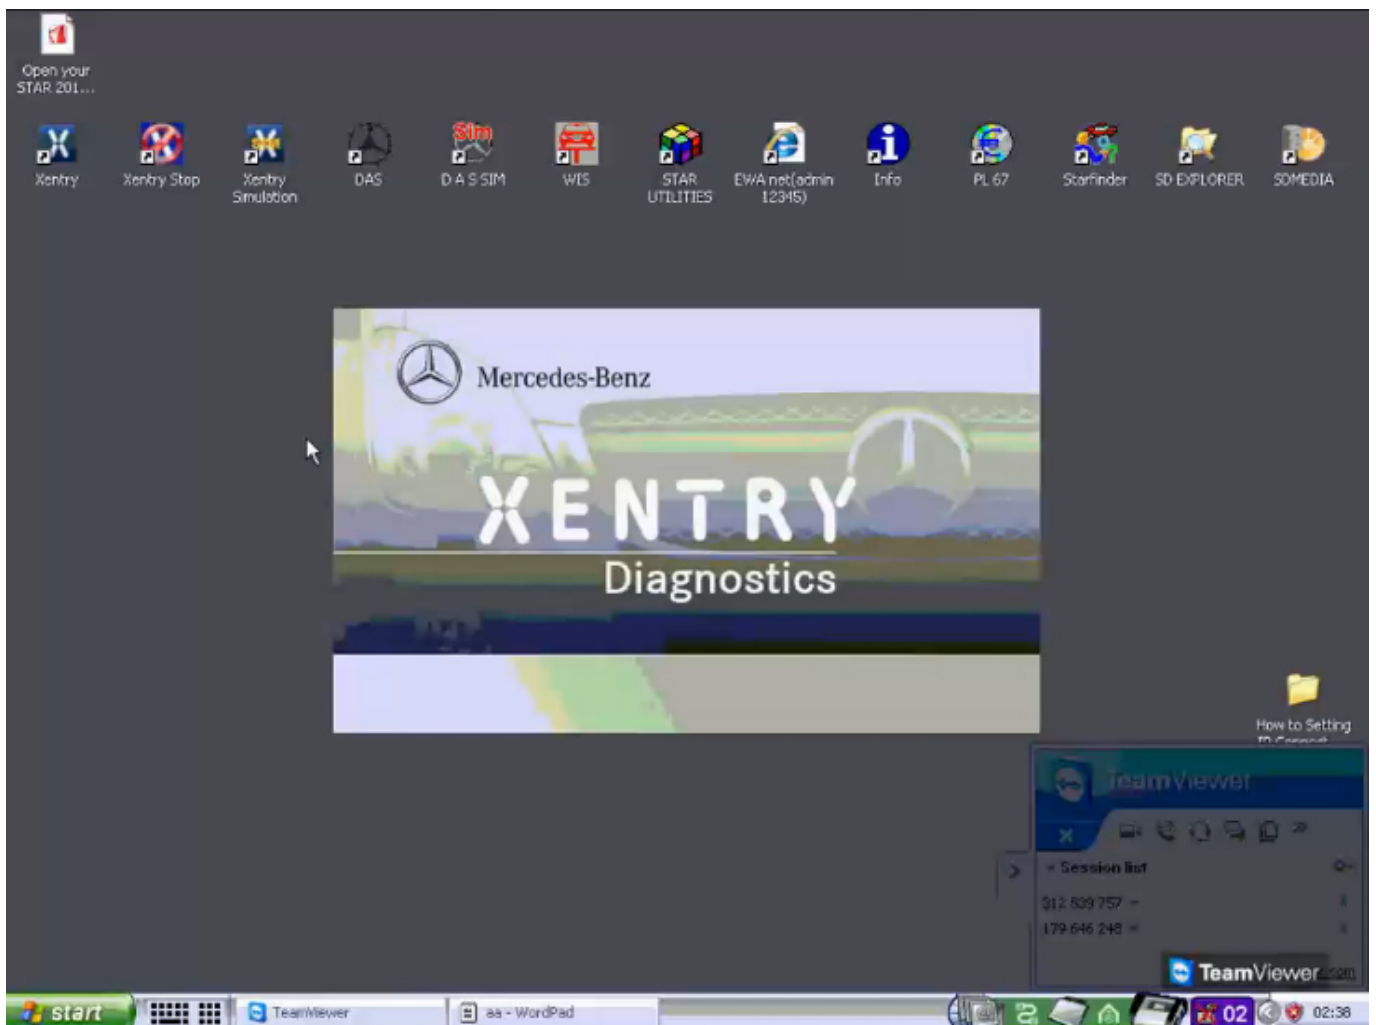 Open your
STAR 201...
Xentry
Xentry Stop
Xentry
Simulation
DAS
Sim
D A S SIM
WIS
STAR
UTILITIES
EWA net(admin
12345)
Info
PL 67
Starfinder
SD EXPLORER
SDMEDIA
Mercedes-Benz
XENTRY
Diagnostics
How to Setting
TeamViewer
Session list
312 839 757
179 646 248
TeamViewer
start
TeamViewer
aa - WordPad
02
02:38